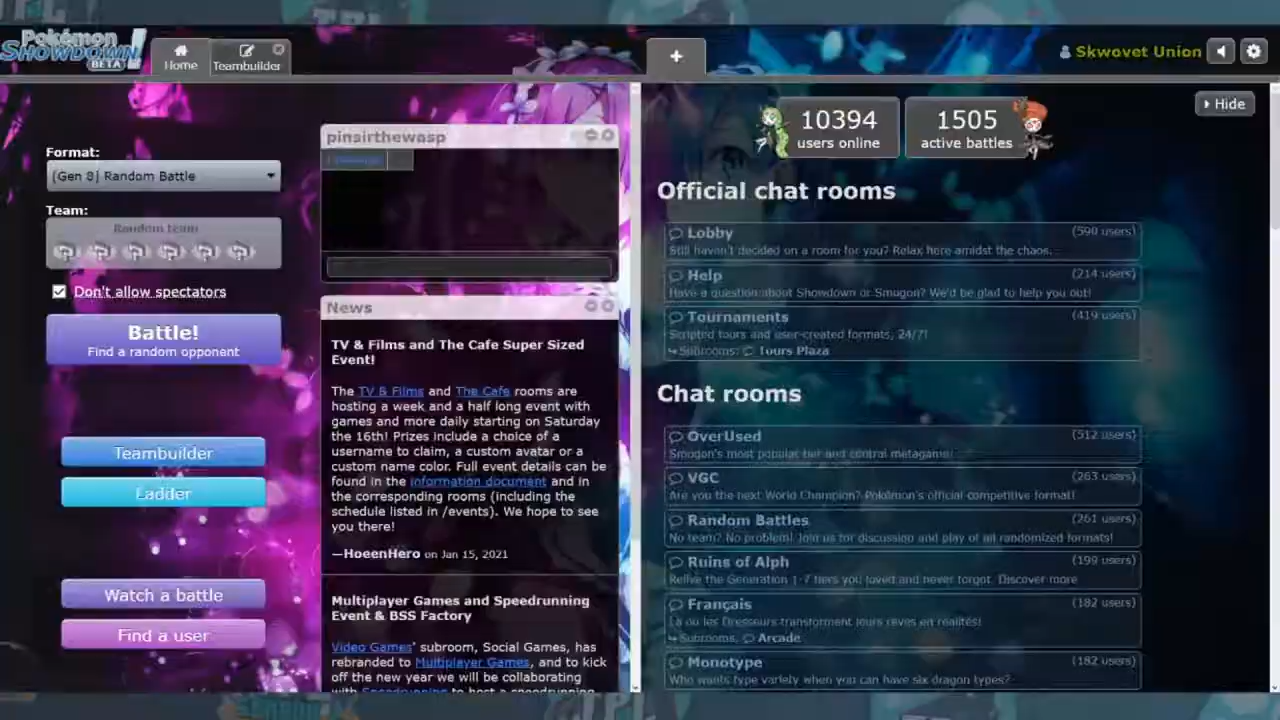 Pokémon
SHOWDOWN!
BETA
Home
Teambuilder
+
Skwovet Union
Format:
[Gen 8] Random Battle
Team:
Random team
Don't allow spectators
Battle!
Find a random opponent
Teambuilder
Ladder
Watch a battle
Find a user
pinsirthewasp
News
TV & Films and The Cafe Super Sized
Event!
The TV & Films and The Cafe rooms are
hosting a week and a half long event with
games and more daily starting on Saturday
the 16th! Prizes include a choice of a
username to claim, a custom avatar or a
custom name color. Full event details can be
found in the information document and in
the corresponding rooms (including the
schedule listed in /events). We hope to see
you there!
—HoeenHero on Jan 15, 2021
Multiplayer Games and Speedrunning
Event & BSS Factory
Video Games' subroom, Social Games, has
rebranded to Multiplayer Games, and to kick
off the new year we will be collaborating
with Speedrunning to host a speedrunning
10394
users online
1505
active battles
Hide
Official chat rooms
Lobby (590 users)
Still haven't decided on a room for you? Relax here amidst the chaos.
Help (214 users)
Have a question about Showdown or Smogon? We'd be glad to help you out!
Tournaments (419 users)
Scripted tours and user-created formats, 24/7!
Subrooms: Tours Plaza
Chat rooms
OverUsed (512 users)
Smogon's most popular tier and central metagame!
VGC (263 users)
Are you the next World Champion? Pokémon's official competitive format!
Random Battles (261 users)
No team? No problem! Join us for discussion and play of all randomized formats!
Ruins of Alph (199 users)
Relive the Generation 1-7 tiers you loved and never forgot. Discover more
Français (182 users)
Là où les Dresseurs transforment leurs rêves en réalités!
Subrooms: Arcade
Monotype (182 users)
Who wants type variety when you can have six dragon types?